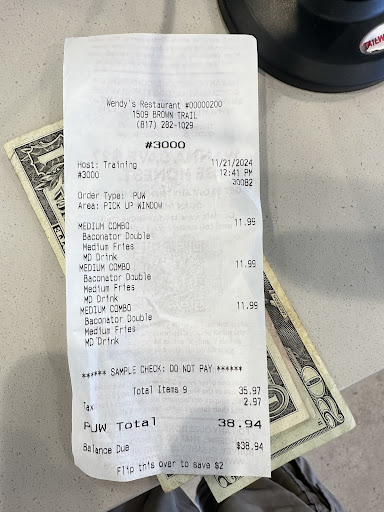 Wendy's Restaurant #00000200
1509 BROWN TRAIL
(817) 282-1029
#3000
Host: Training 11/21/2024
#3000 12:41 PM
30082
Order Type: PUW
Area: PICK UP WINDOW
MEDIUM COMBO 11.99
Baconator Double
Medium Fries
MD Drink
MEDIUM COMBO 11.99
Baconator Double
Medium Fries
MD Drink
MEDIUM COMBO 11.99
Baconator Double
Medium Fries
MD Drink
****** SAMPLE CHECK: DO NOT PAY ******
Total Items 9 35.97
Tax 2.97
PUW Total 38.94
Balance Due $38.94
Flip this over to save $2